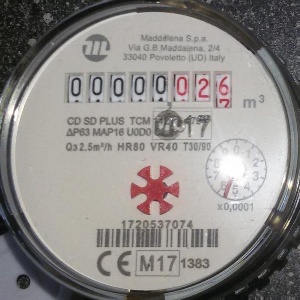 Maddalena S.p.a.
Via G.B.Maddalena, 2/4
33040 Povoletto (UD) Italy
00000026 m³
CD SD PLUS TCM
ΔP63 MAP16 U0D0 M17
Q₃ 2.5m³/h HR80 VR40 T30/90
x0,0001
1720537074
CE M17 1383